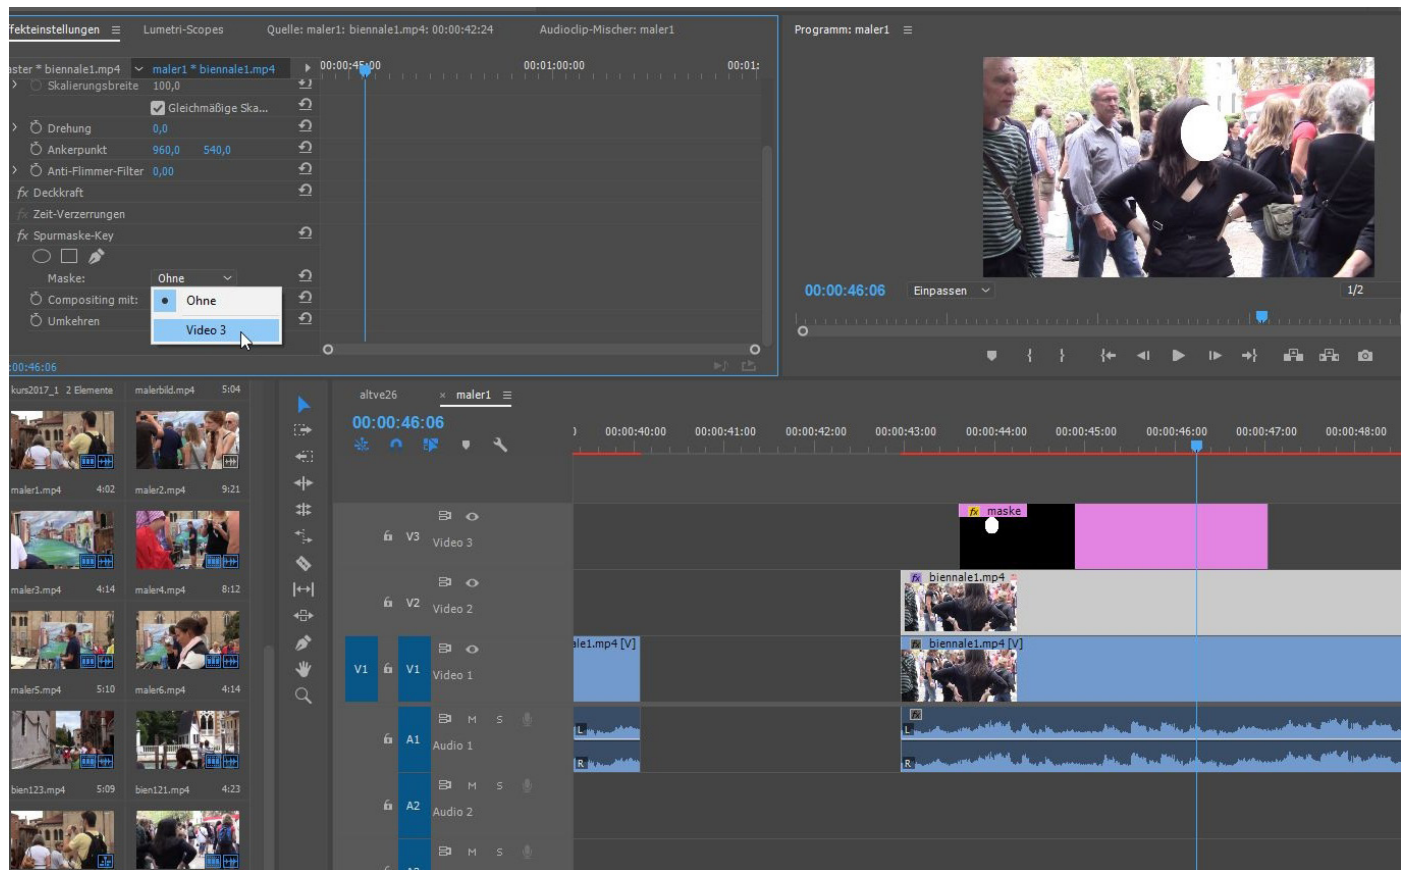 fekteinstellungen
Lumetri-Scopes
Quelle: maler1: biennale1.mp4: 00:00:42:24
Audioclip-Mischer: maler1
aster * biennale1.mp4
maler1 * biennale1.mp4
00:00:45:00
00:01:00:00
00:01:
Skalierungsbreite 100,0
Gleichmäßige Ska...
Drehung 0,0
Ankerpunkt 960,0 540,0
Anti-Flimmer-Filter 0,00
fx Deckkraft
fx Zeit-Verzerrungen
fx Spurmaske-Key
Maske: Ohne
Compositing mit:
Umkehren
Ohne
Video 3
:00:46:06
Programm: maler1
00:00:46:06 Einpassen 1/2
kurs2017_1 2 Elemente
malerbild.mp4 5:04
maler1.mp4 4:02
maler2.mp4 9:21
maler3.mp4 4:14
maler4.mp4 8:12
maler5.mp4 5:10
maler6.mp4 4:14
bien123.mp4 5:09
bien121.mp4 4:23
altve26
× maler1
00:00:46:06
00:00:40:00 00:00:41:00 00:00:42:00 00:00:43:00 00:00:44:00 00:00:45:00 00:00:46:00 00:00:47:00 00:00:48:00
V3 Video 3
fx maske
V2 Video 2
fx biennale1.mp4
V1 V1 Video 1
ale1.mp4 [V]
fx biennale1.mp4 [V]
A1 Audio 1 M S
L
R
fx
L
R
A2 Audio 2 M S
M S